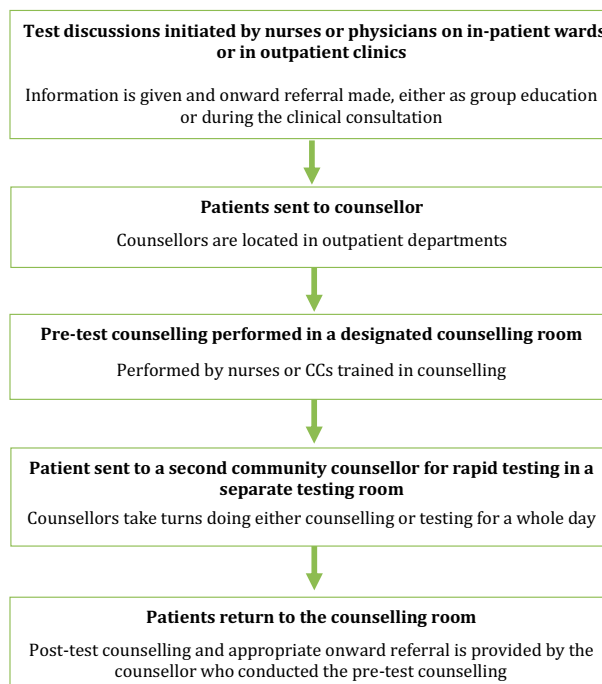 Test discussions initiated by nurses or physicians on in-patient wards
or in outpatient clinics
Information is given and onward referral made, either as group education
or during the clinical consultation
Patients sent to counsellor
Counsellors are located in outpatient departments
Pre-test counselling performed in a designated counselling room
Performed by nurses or CCs trained in counselling
Patient sent to a second community counsellor for rapid testing in a
separate testing room
Counsellors take turns doing either counselling or testing for a whole day
Patients return to the counselling room
Post-test counselling and appropriate onward referral is provided by the
counsellor who conducted the pre-test counselling